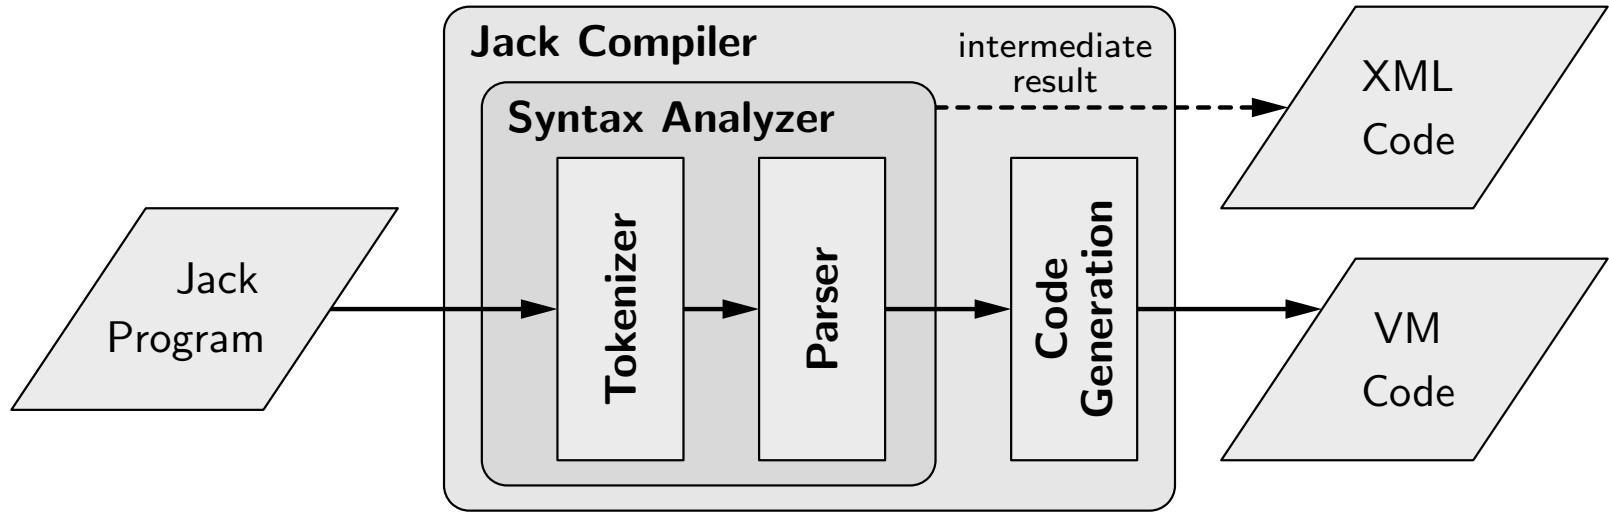 Jack Compiler
intermediate
result
Syntax Analyzer
XML
Code
Jack
Program
Tokenizer
Parser
Code
Generation
VM
Code